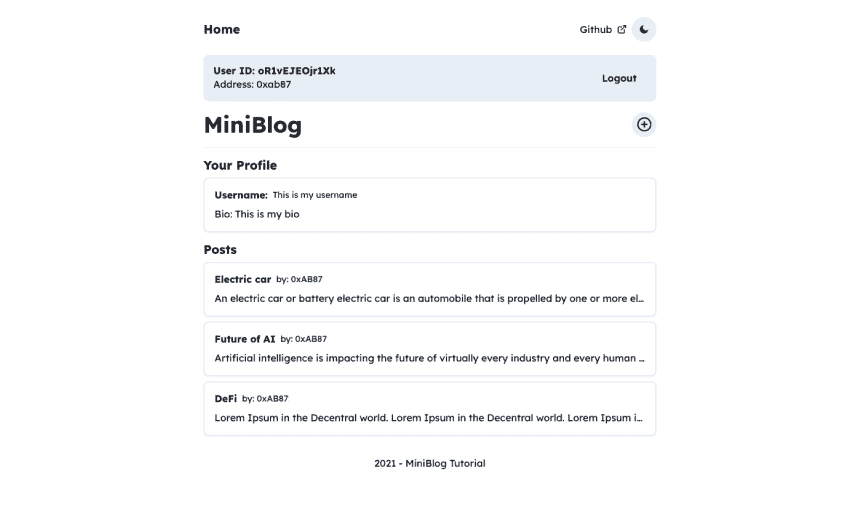 Home
Github
User ID: oR1vEJEOjr1Xk
Address: 0xab87
Logout
MiniBlog
Your Profile
Username: This is my username
Bio: This is my bio
Posts
Electric car by: 0xAB87
An electric car or battery electric car is an automobile that is propelled by one or more el…
Future of AI by: 0xAB87
Artificial intelligence is impacting the future of virtually every industry and every human …
DeFi by: 0xAB87
Lorem Ipsum in the Decentral world. Lorem Ipsum in the Decentral world. Lorem Ipsum i…
2021 - MiniBlog Tutorial